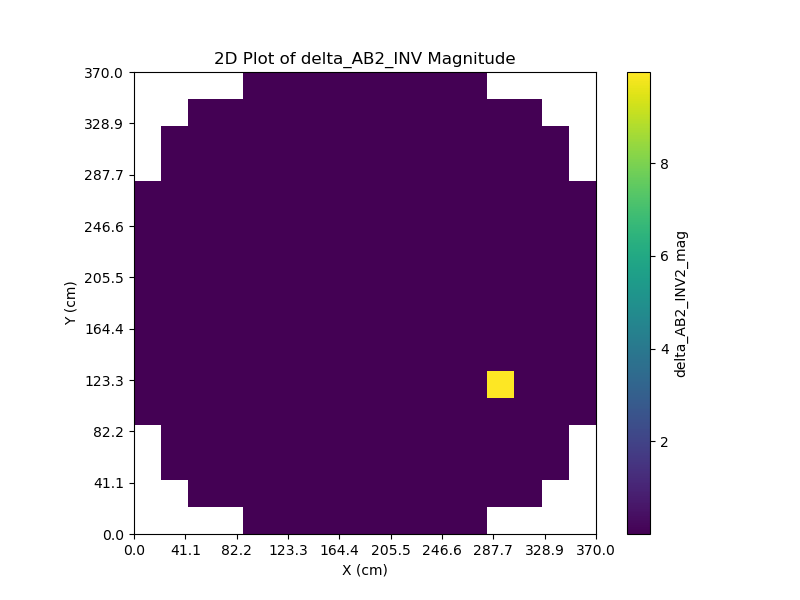 2D Plot of delta_AB2_INV Magnitude
370.0
328.9
287.7
246.6
205.5
164.4
123.3
82.2
41.1
0.0
Y (cm)
0.0 41.1 82.2 123.3 164.4 205.5 246.6 287.7 328.9 370.0
X (cm)
8
6
4
2
delta_AB2_INV2_mag